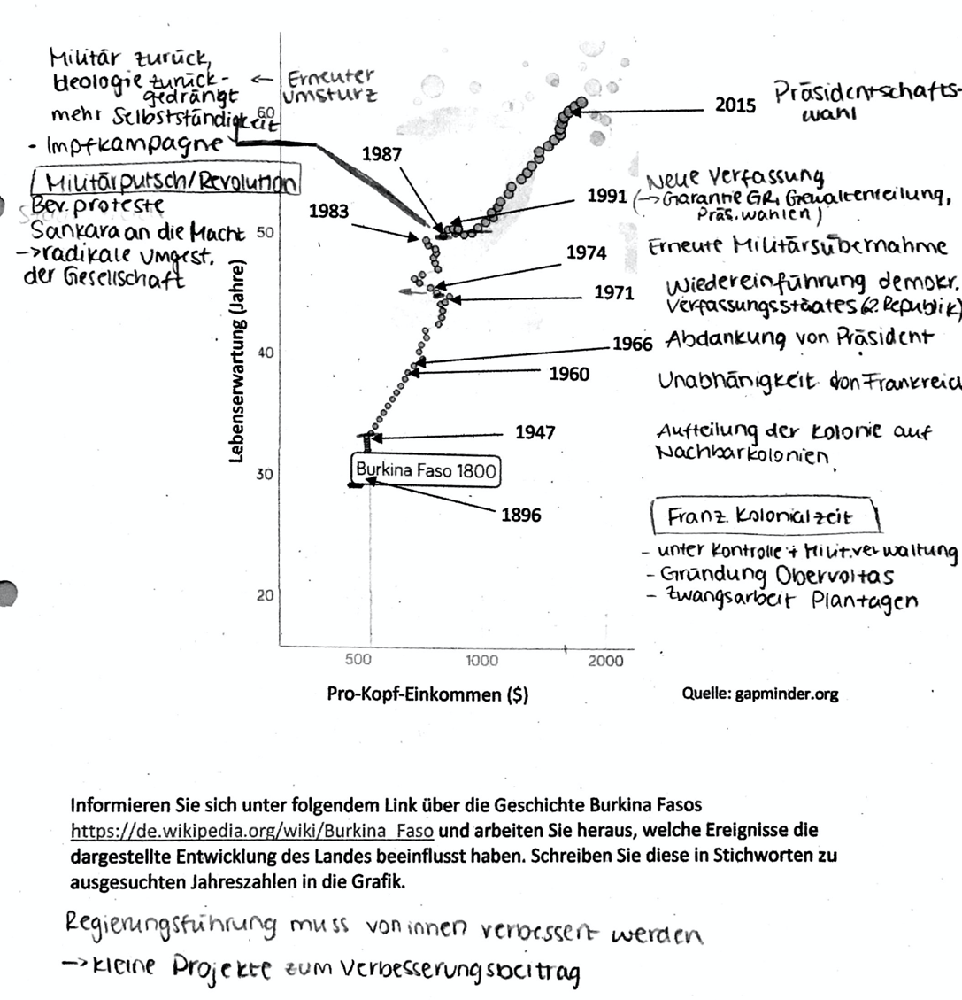 Militär zurück,
Ideologie zurück-
gedrängt
mehr Selbstständigkeit
- Impfkampagne
← Erneuter
Umsturz
Militärputsch/Revolution
Bev. proteste
Sankara an die Macht
->radikale Umgest.
der Gesellschaft
60
50
40
30
20
Lebenserwartung (Jahre)
500 1000 2000
Pro-Kopf-Einkommen ($)
Quelle: gapminder.org
2015 Präsidentschafts-
wahl
1987
1983
1991 Neue Verfassung
(-> Garantie GR, Gewaltenteilung,
Präs.wahlen)
1974 Erneute Militärsübernahme
1971 Wiedereinführung demokr.
Verfassungsstaates (2. Republik)
1966 Abdankung von Präsident
1960 Unabhänigkeit von Frankreich
1947 Aufteilung der Kolonie auf
Nachbarkolonien
Burkina Faso 1800
1896
Franz. Kolonialzeit
- unter Kontrolle + Milit.verwaltung
- Gründung Obervoltas
- Zwangsarbeit Plantagen
Informieren Sie sich unter folgendem Link über die Geschichte Burkina Fasos
https://de.wikipedia.org/wiki/Burkina_Faso und arbeiten Sie heraus, welche Ereignisse die
dargestellte Entwicklung des Landes beeinflusst haben. Schreiben Sie diese in Stichworten zu
ausgesuchten Jahreszahlen in die Grafik.
Regierungsführung muss von innen verbessert werden
-> kleine Projekte zum Verbesserungsbeitrag